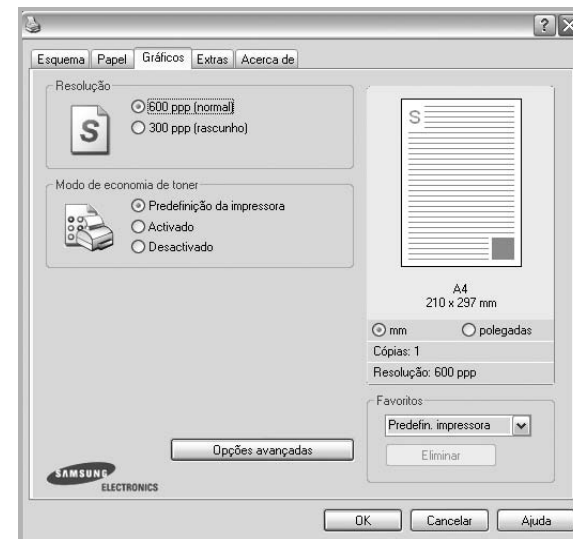 Esquema Papel Gráficos Extras Acerca de
Resolução
600 ppp (normal)
300 ppp (rascunho)
S
Modo de economia de toner
Predefinição da impressora
Activado
Desactivado
Opções avançadas
SAMSUNG
ELECTRONICS
S
A4
210 x 297 mm
mm polegadas
Cópias: 1
Resolução: 600 ppp
Favoritos
Predefin. impressora
Eliminar
OK Cancelar Ajuda